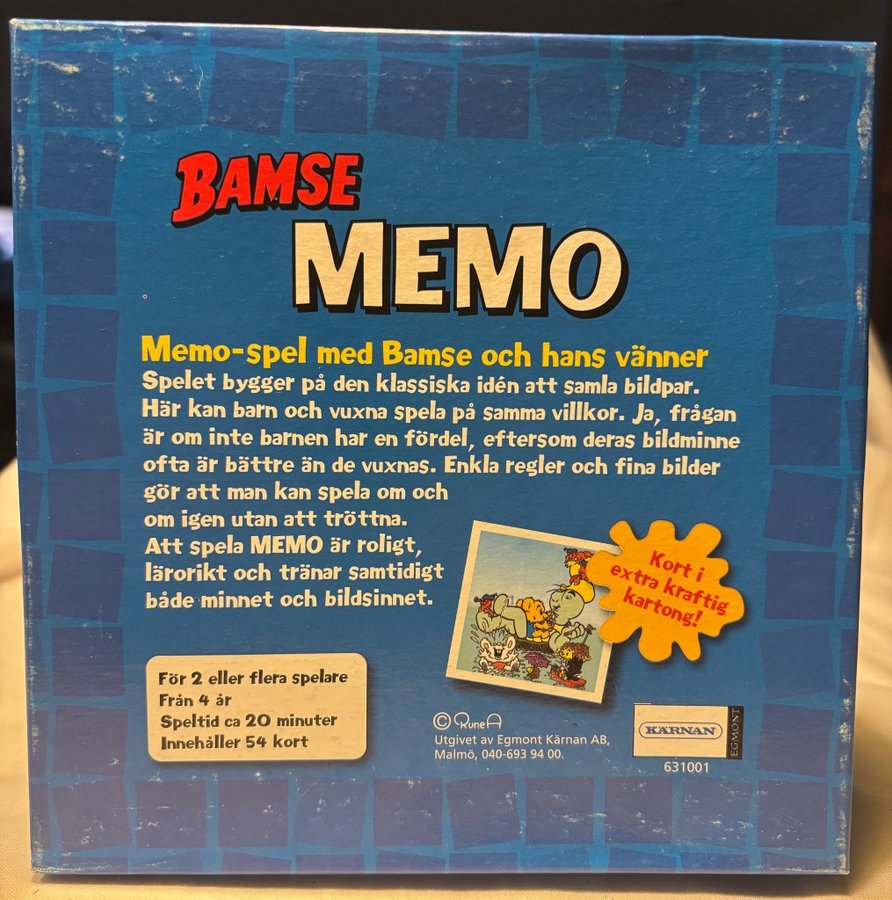 BAMSE
MEMO
Memo-spel med Bamse och hans vänner
Spelet bygger på den klassiska idén att samla bildpar.
Här kan barn och vuxna spela på samma villkor. Ja, frågan
är om inte barnen har en fördel, eftersom deras bildminne
ofta är bättre än de vuxnas. Enkla regler och fina bilder
gör att man kan spela om och
om igen utan att tröttna.
Att spela MEMO är roligt,
lärorikt och tränar samtidigt
både minnet och bildsinnet.
Kort i
extra kraftig
kartong!
För 2 eller flera spelare
Från 4 år
Speltid ca 20 minuter
Innehåller 54 kort
© Rune A
Utgivet av Egmont Kärnan AB,
Malmö, 040-693 94 00.
KÄRNAN
EGMONT
631001